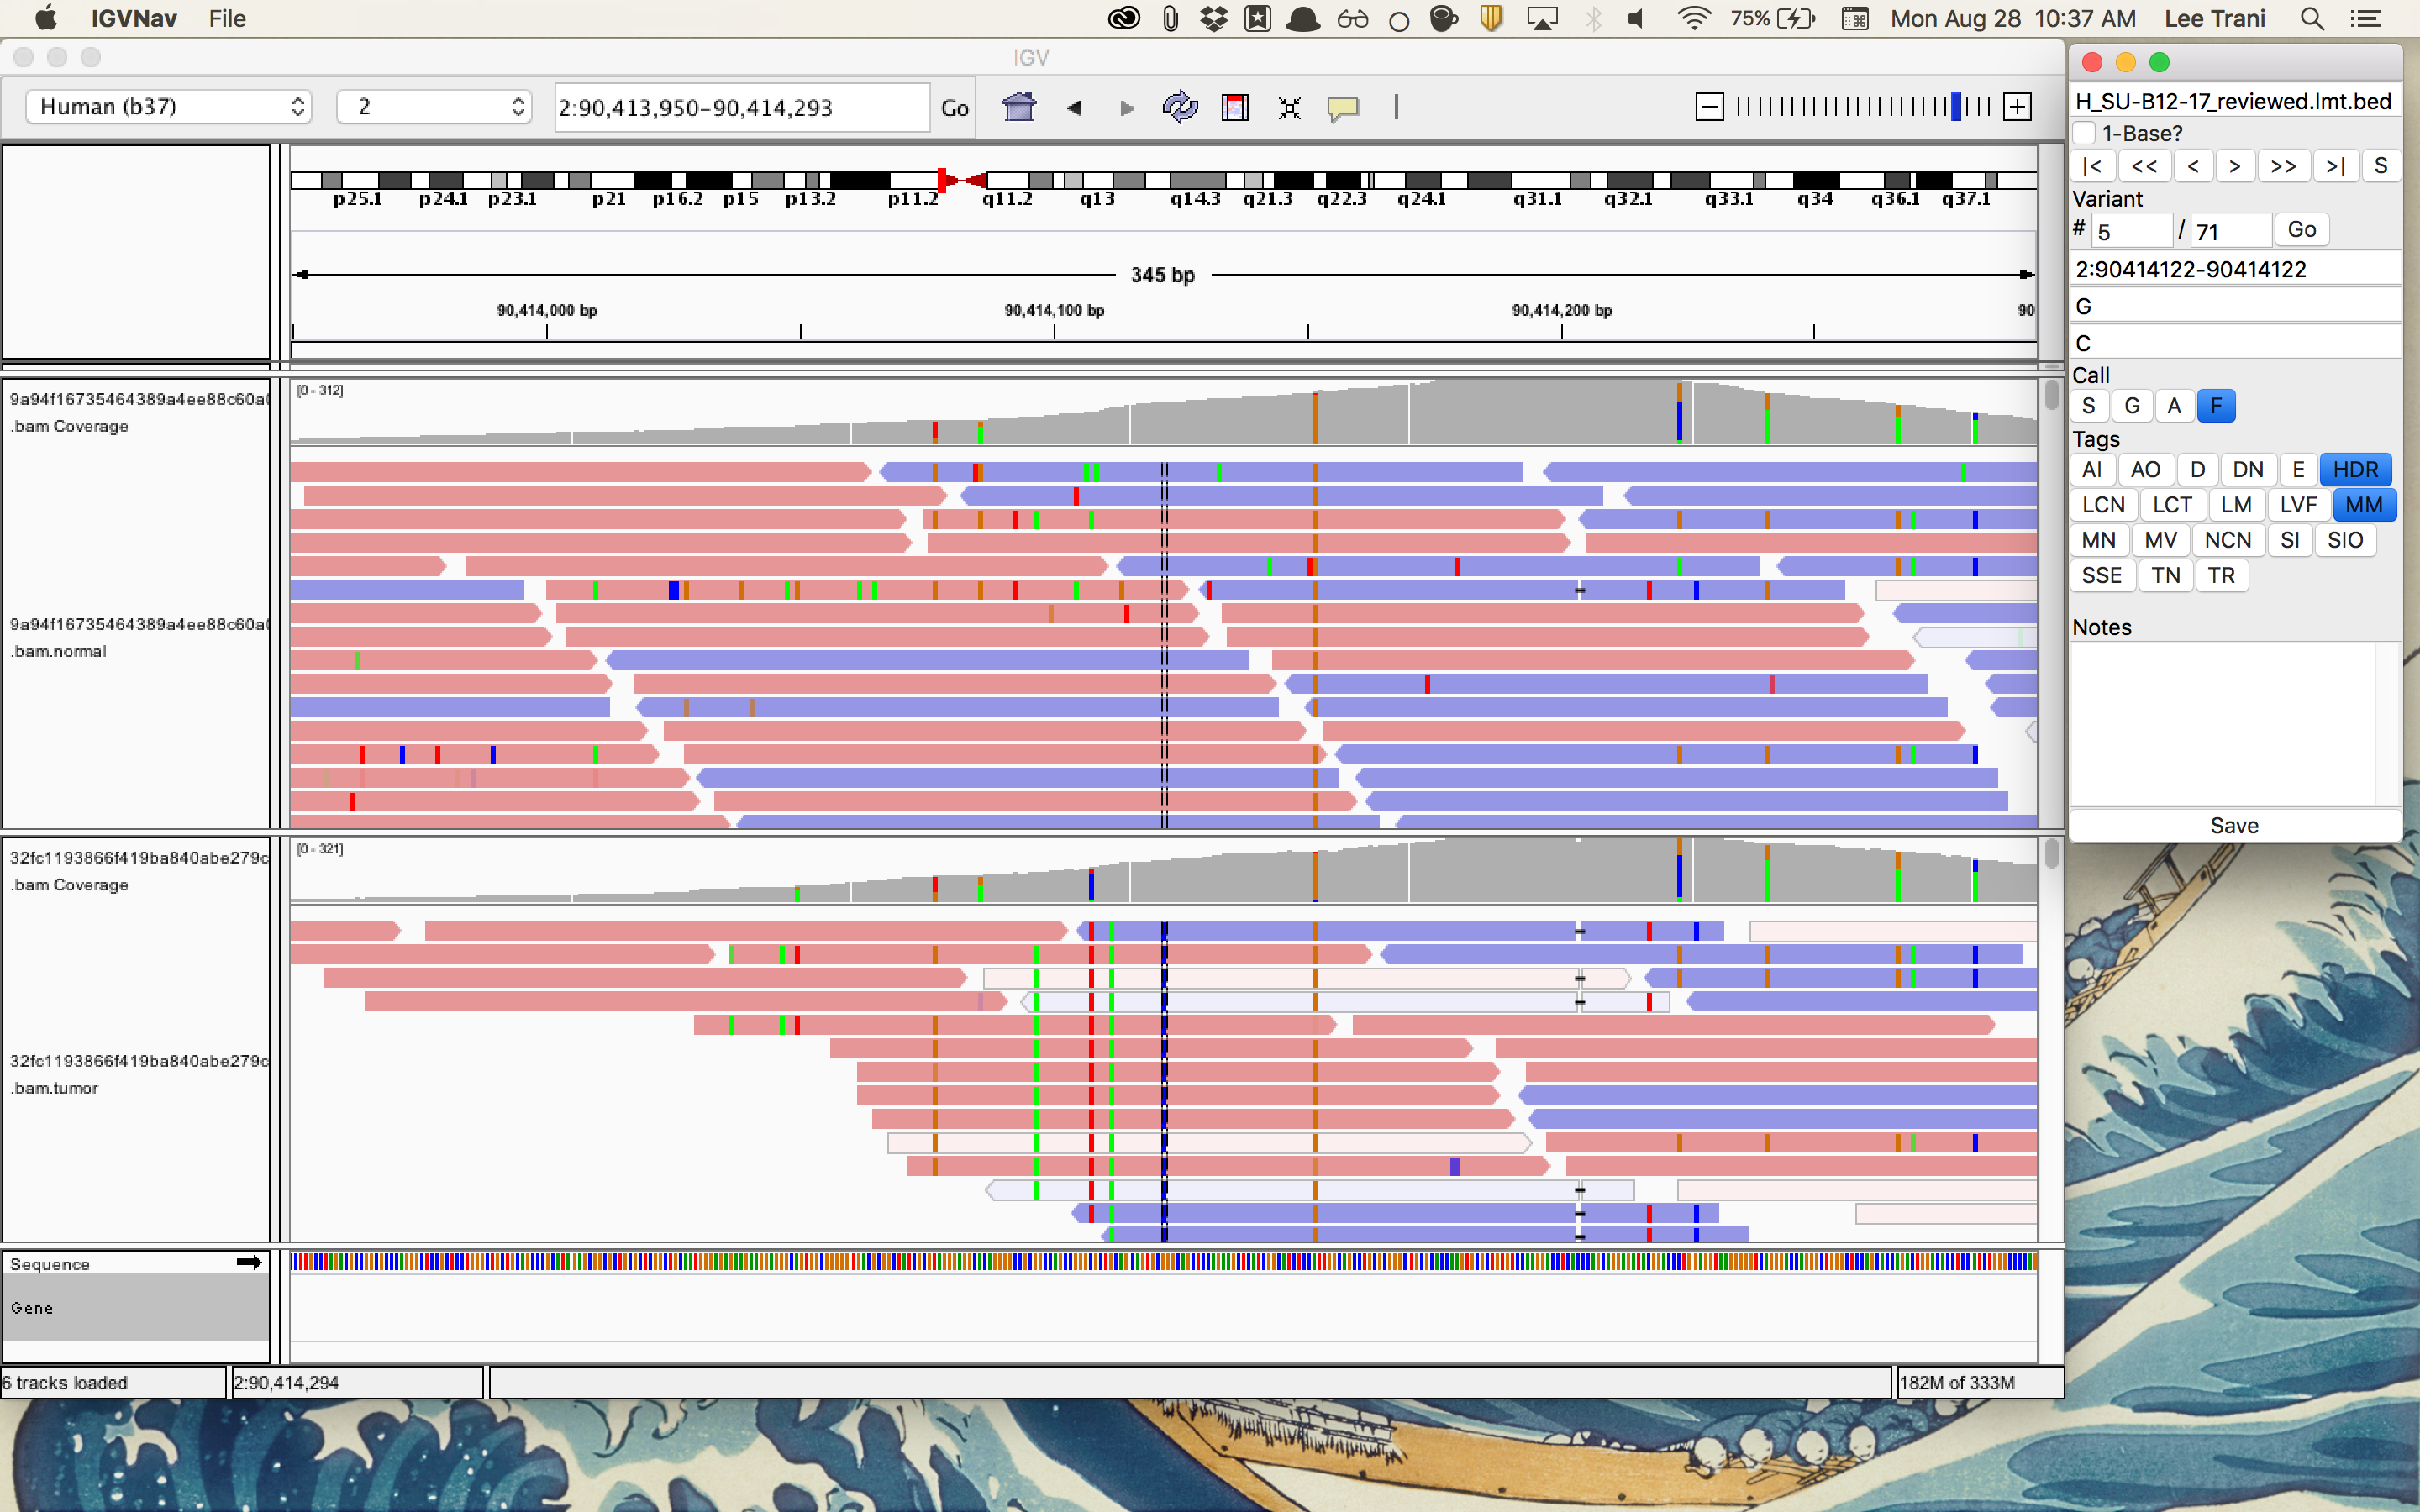 IGVNav File 75% Mon Aug 28 10:37 AM Lee Trani
IGV
Human (b37) 2 2:90,413,950-90,414,293 Go
p25.1 p24.1 p23.1 p21 p16.2 p15 p13.2 p11.2 q11.2 q13 q14.3 q21.3 q22.3 q24.1 q31.1 q32.1 q33.1 q34 q36.1 q37.1
345 bp
90,414,000 bp 90,414,100 bp 90,414,200 bp 90
9a94f16735464389a4ee88c60a
.bam Coverage
[0 - 312]
9a94f16735464389a4ee88c60a
.bam.normal
32fc1193866f419ba840abe279c
.bam Coverage
[0 - 321]
32fc1193866f419ba840abe279c
.bam.tumor
Sequence
Gene
6 tracks loaded 2:90,414,294 182M of 333M
H_SU-B12-17_reviewed.lmt.bed
1-Base?
|< << < > >> >| S
Variant
# 5 / 71 Go
2:90414122-90414122
G
C
Call
S G A F
Tags
AI AO D DN E HDR
LCN LCT LM LVF MM
MN MV NCN SI SIO
SSE TN TR
Notes
Save